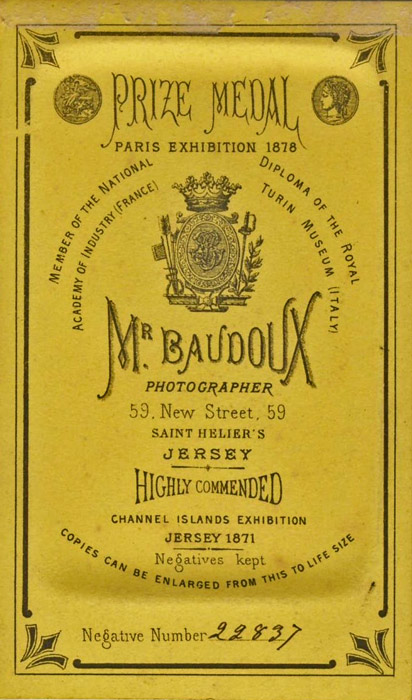 PRIZE MEDAL
PARIS EXHIBITION 1878
MEMBER OF THE NATIONAL
ACADEMY OF INDUSTRY (FRANCE)
DIPLOMA OF THE ROYAL
TURIN MUSEUM (ITALY)
MR. BAUDOUX
PHOTOGRAPHER
59, New Street, 59
SAINT HELIER'S
JERSEY
HIGHLY COMMENDED
CHANNEL ISLANDS EXHIBITION
JERSEY 1871
Negatives kept
COPIES CAN BE ENLARGED FROM THIS TO LIFE SIZE
Negative Number 22837